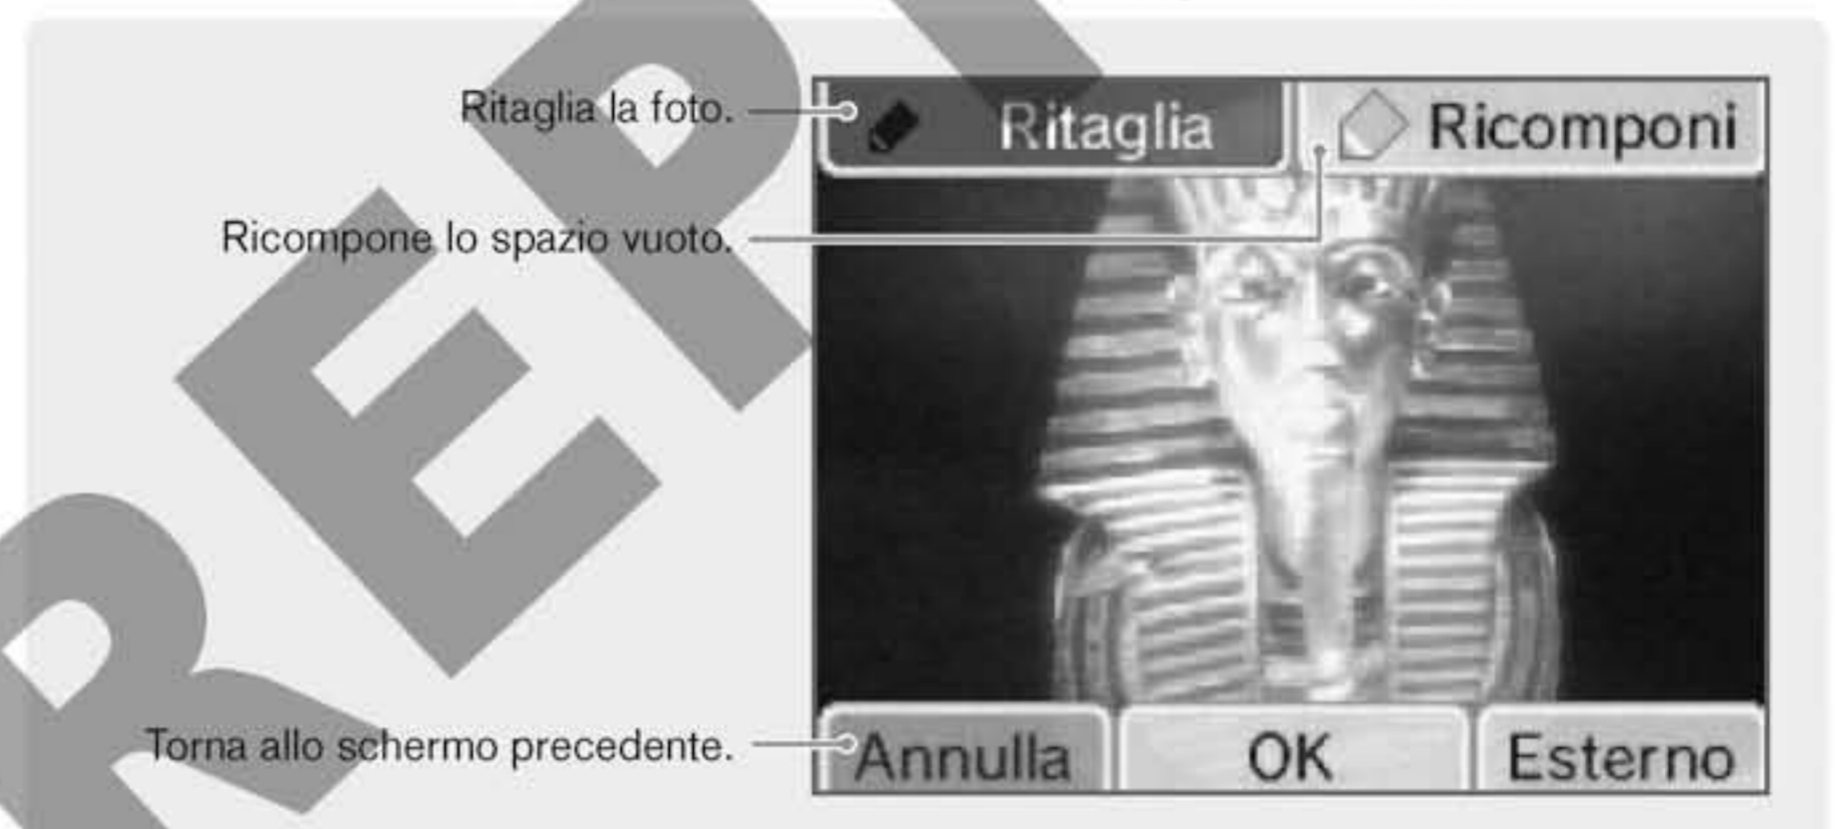 Ritaglia la foto.
Ritaglia
Ricomponi
Ricompone lo spazio vuoto.
Torna allo schermo precedente.
Annulla
OK
Esterno